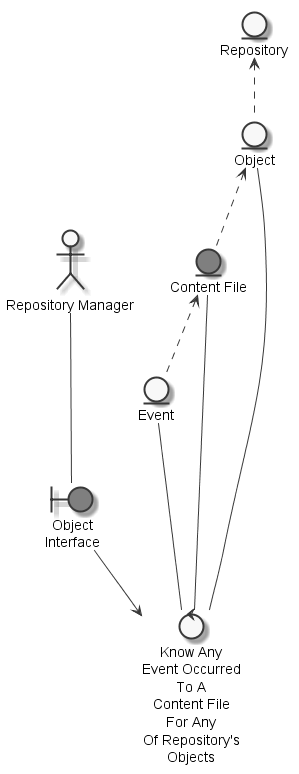 Repository
Object
Content File
Repository Manager
Event
Object
Interface
Know Any
Event Occurred
To A
Content File
For Any
Of Repository's
Objects